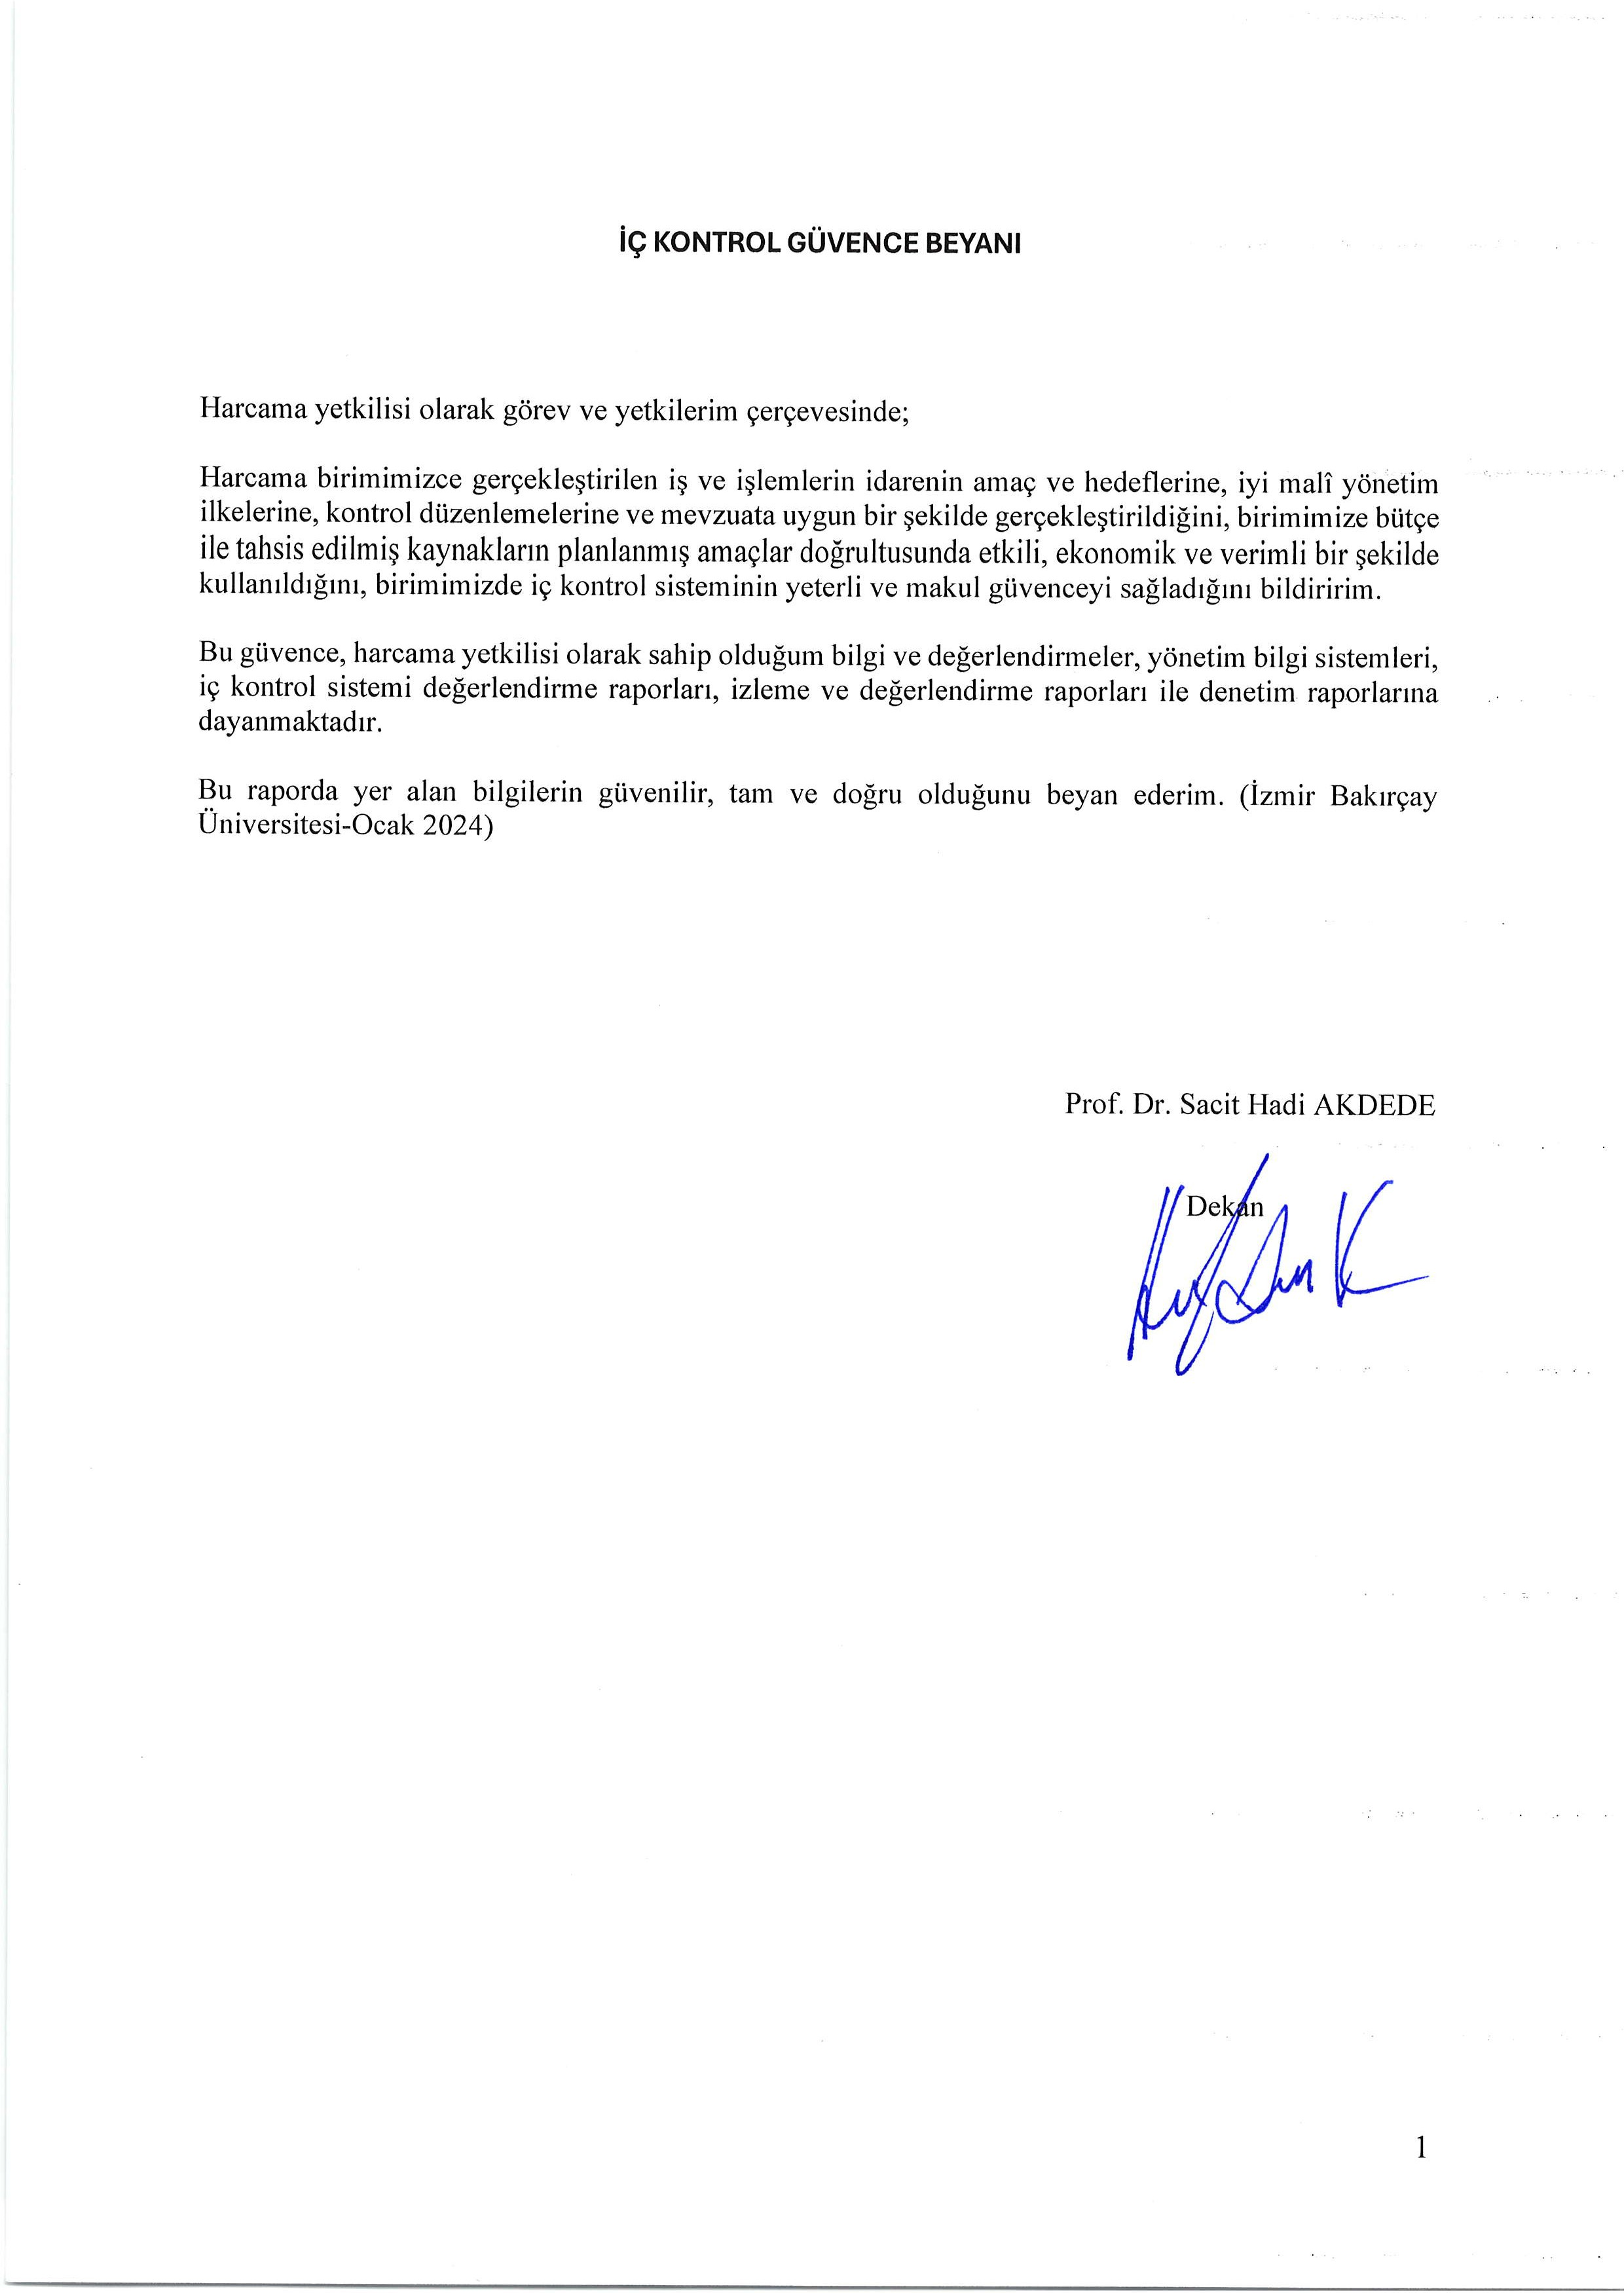 İÇ KONTROL GÜVENCE BEYANI
Harcama yetkilisi olarak görev ve yetkilerim çerçevesinde;
Harcama birimimizce gerçekleştirilen iş ve işlemlerin idarenin amaç ve hedeflerine, iyi malî yönetim
ilkelerine, kontrol düzenlemelerine ve mevzuata uygun bir şekilde gerçekleştirildiğini, birimimize bütçe
ile tahsis edilmiş kaynakların planlanmış amaçlar doğrultusunda etkili, ekonomik ve verimli bir şekilde
kullanıldığını, birimimizde iç kontrol sisteminin yeterli ve makul güvenceyi sağladığını bildiririm.
Bu güvence, harcama yetkilisi olarak sahip olduğum bilgi ve değerlendirmeler, yönetim bilgi sistemleri,
iç kontrol sistemi değerlendirme raporları, izleme ve değerlendirme raporları ile denetim raporlarına
dayanmaktadır.
Bu raporda yer alan bilgilerin güvenilir, tam ve doğru olduğunu beyan ederim. (İzmir Bakırçay
Üniversitesi-Ocak 2024)
Prof. Dr. Sacit Hadi AKDEDE
Dekan
1